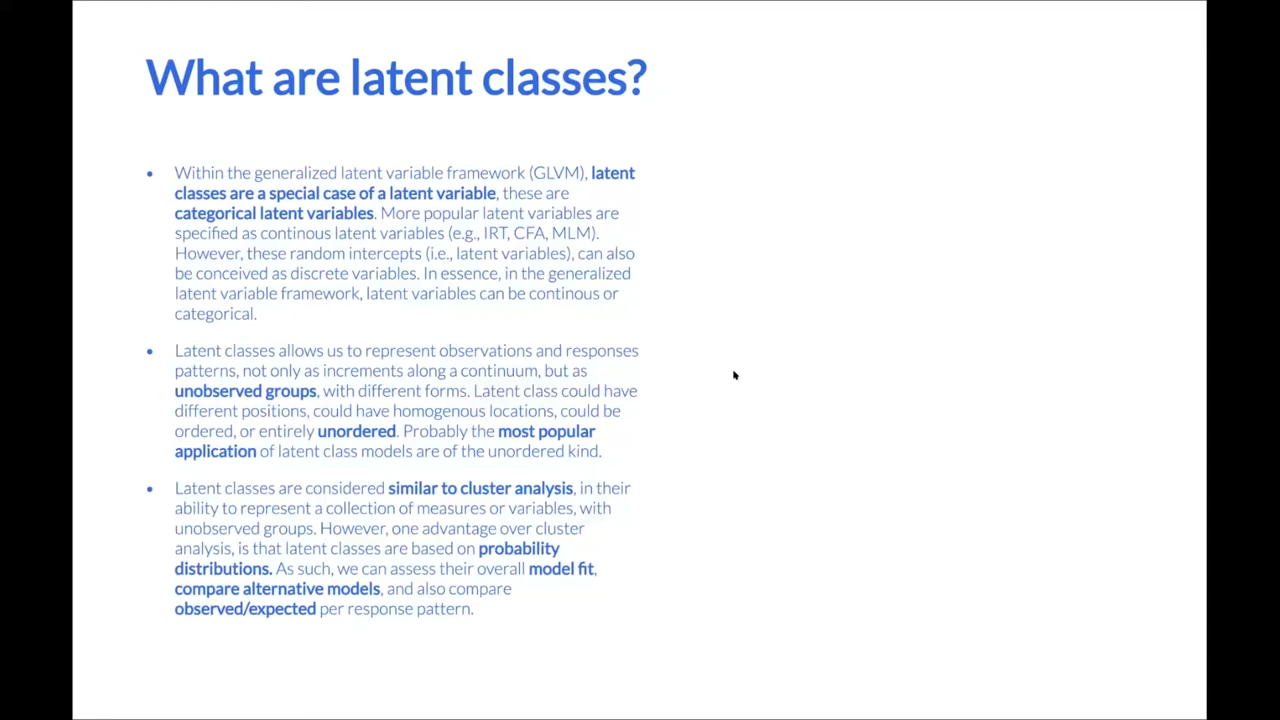 What are latent classes?
• Within the generalized latent variable framework (GLVM), latent
classes are a special case of a latent variable, these are
categorical latent variables. More popular latent variables are
specified as continous latent variables (e.g., IRT, CFA, MLM).
However, these random intercepts (i.e., latent variables), can also
be conceived as discrete variables. In essence, in the generalized
latent variable framework, latent variables can be continous or
categorical.
• Latent classes allows us to represent observations and responses
patterns, not only as increments along a continuum, but as
unobserved groups, with different forms. Latent class could have
different positions, could have homogenous locations, could be
ordered, or entirely unordered. Probably the most popular
application of latent class models are of the unordered kind.
• Latent classes are considered similar to cluster analysis, in their
ability to represent a collection of measures or variables, with
unobserved groups. However, one advantage over cluster
analysis, is that latent classes are based on probability
distributions. As such, we can assess their overall model fit,
compare alternative models, and also compare
observed/expected per response pattern.